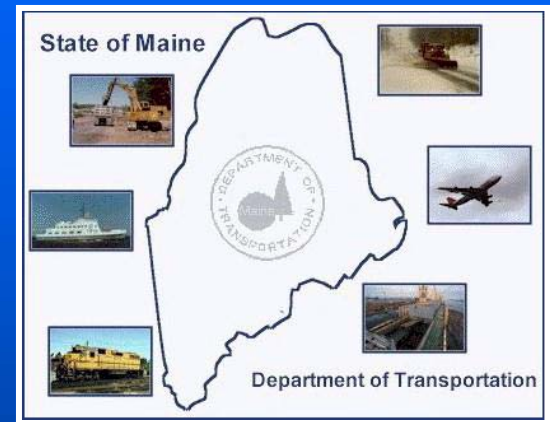 State of Maine
DEPARTMENT OF
Maine
TRANSPORTATION
Department of Transportation